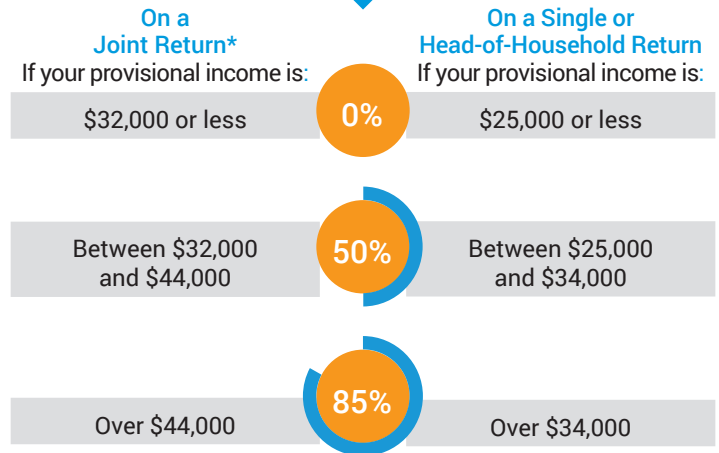 On a
Joint Return*
If your provisional income is:
On a Single or
Head-of-Household Return
If your provisional income is:
$32,000 or less
0%
$25,000 or less
Between $32,000
and $44,000
50%
Between $25,000
and $34,000
Over $44,000
85%
Over $34,000